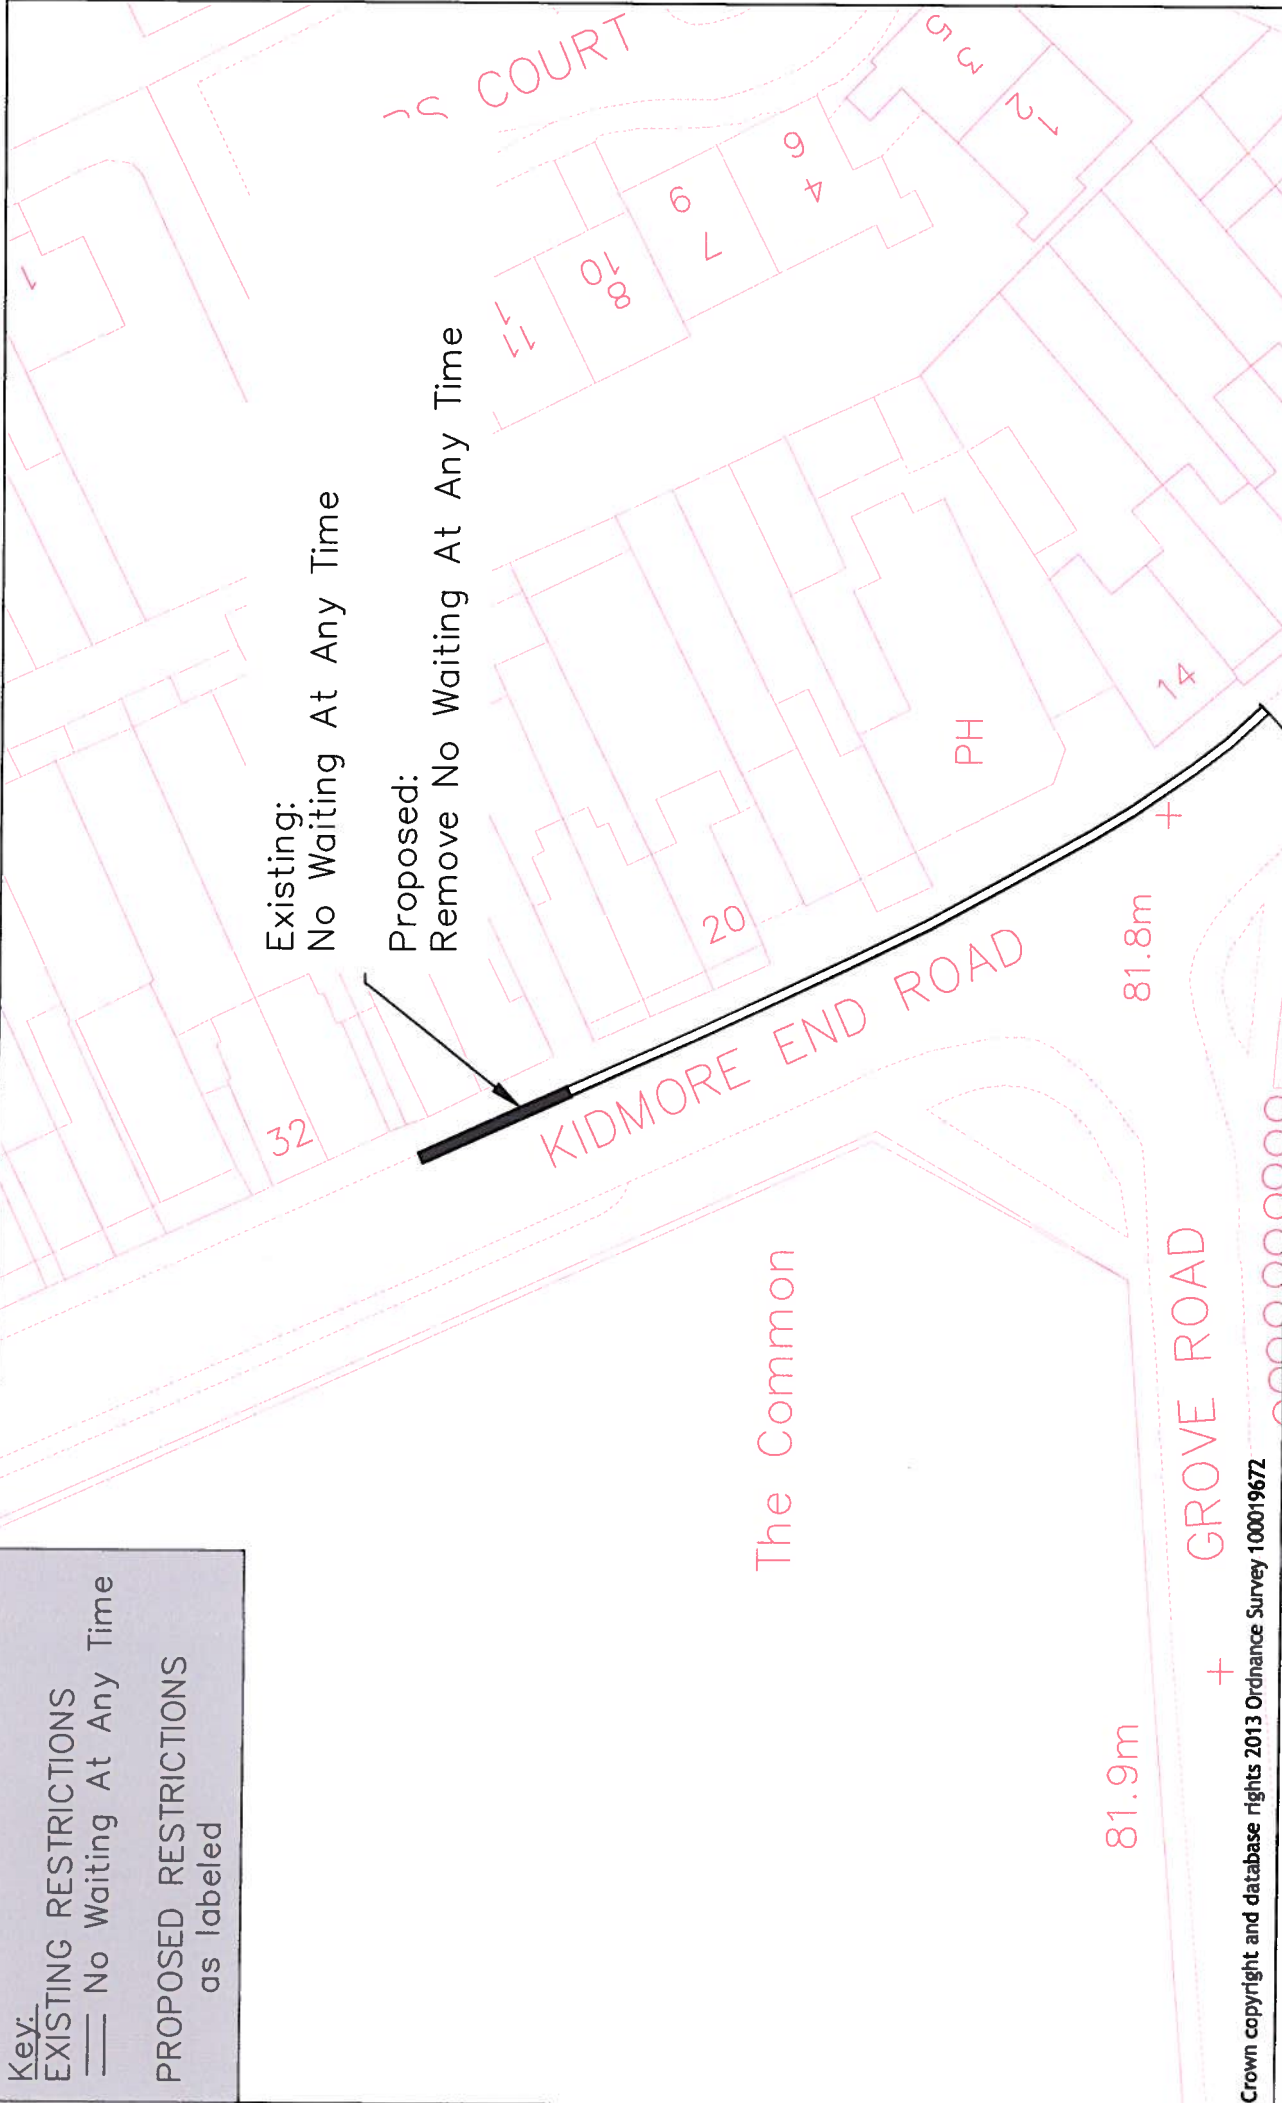 Key:
EXISTING RESTRICTIONS
No Waiting At Any Time
PROPOSED RESTRICTIONS
as labeled
Existing:
No Waiting At Any Time
Proposed:
Remove No Waiting At Any Time
COURT
1
11
1
8
10
7
9
4
6
3
5
1
2
32
20
PH
14
KIDMORE END ROAD
81.8m
The Common
GROVE ROAD
81.9m
Crown copyright and database rights 2013 Ordnance Survey 100019672